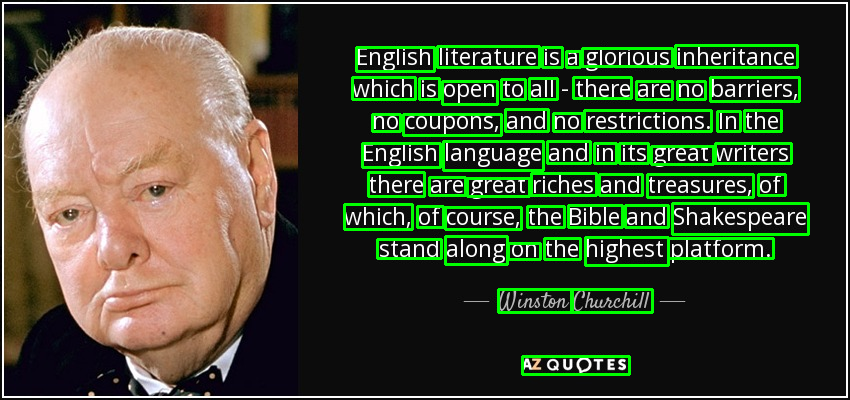 English literature is a glorious inheritance
which is open to all - there are no barriers,
no coupons, and no restrictions. In the
English language and in its great writers
there are great riches and treasures, of
which, of course, the Bible and Shakespeare
stand along on the highest platform.
Winston Churchill
AZ QUOTES